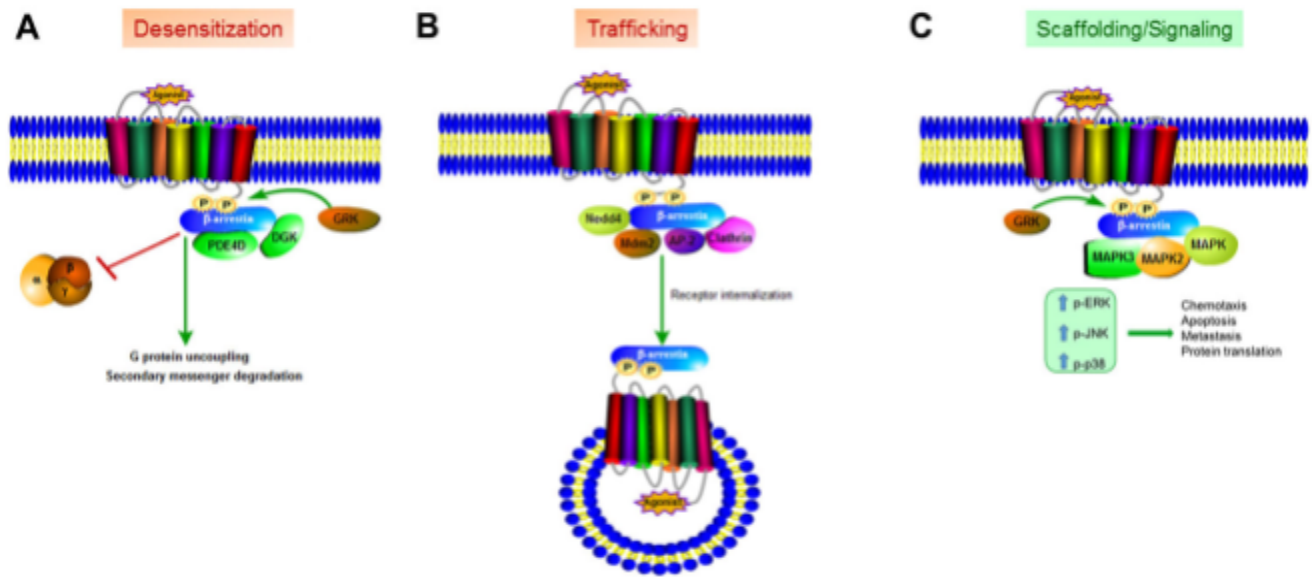 A
Desensitization
Agonist
P P
β-arrestin
GRK
PDE4D
DGK
α
β
γ
G protein uncoupling
Secondary messenger degradation
B
Trafficking
Agonist
P P
Nedd4
β-arrestin
Mdm2
AP-2
Clathrin
Receptor internalization
β-arrestin
P P
Agonist
C
Scaffolding/Signaling
Agonist
P P
GRK
β-arrestin
MAPK3
MAPK2
MAPK
p-ERK
p-JNK
p-p38
Chemotaxis
Apoptosis
Metastasis
Protein translation